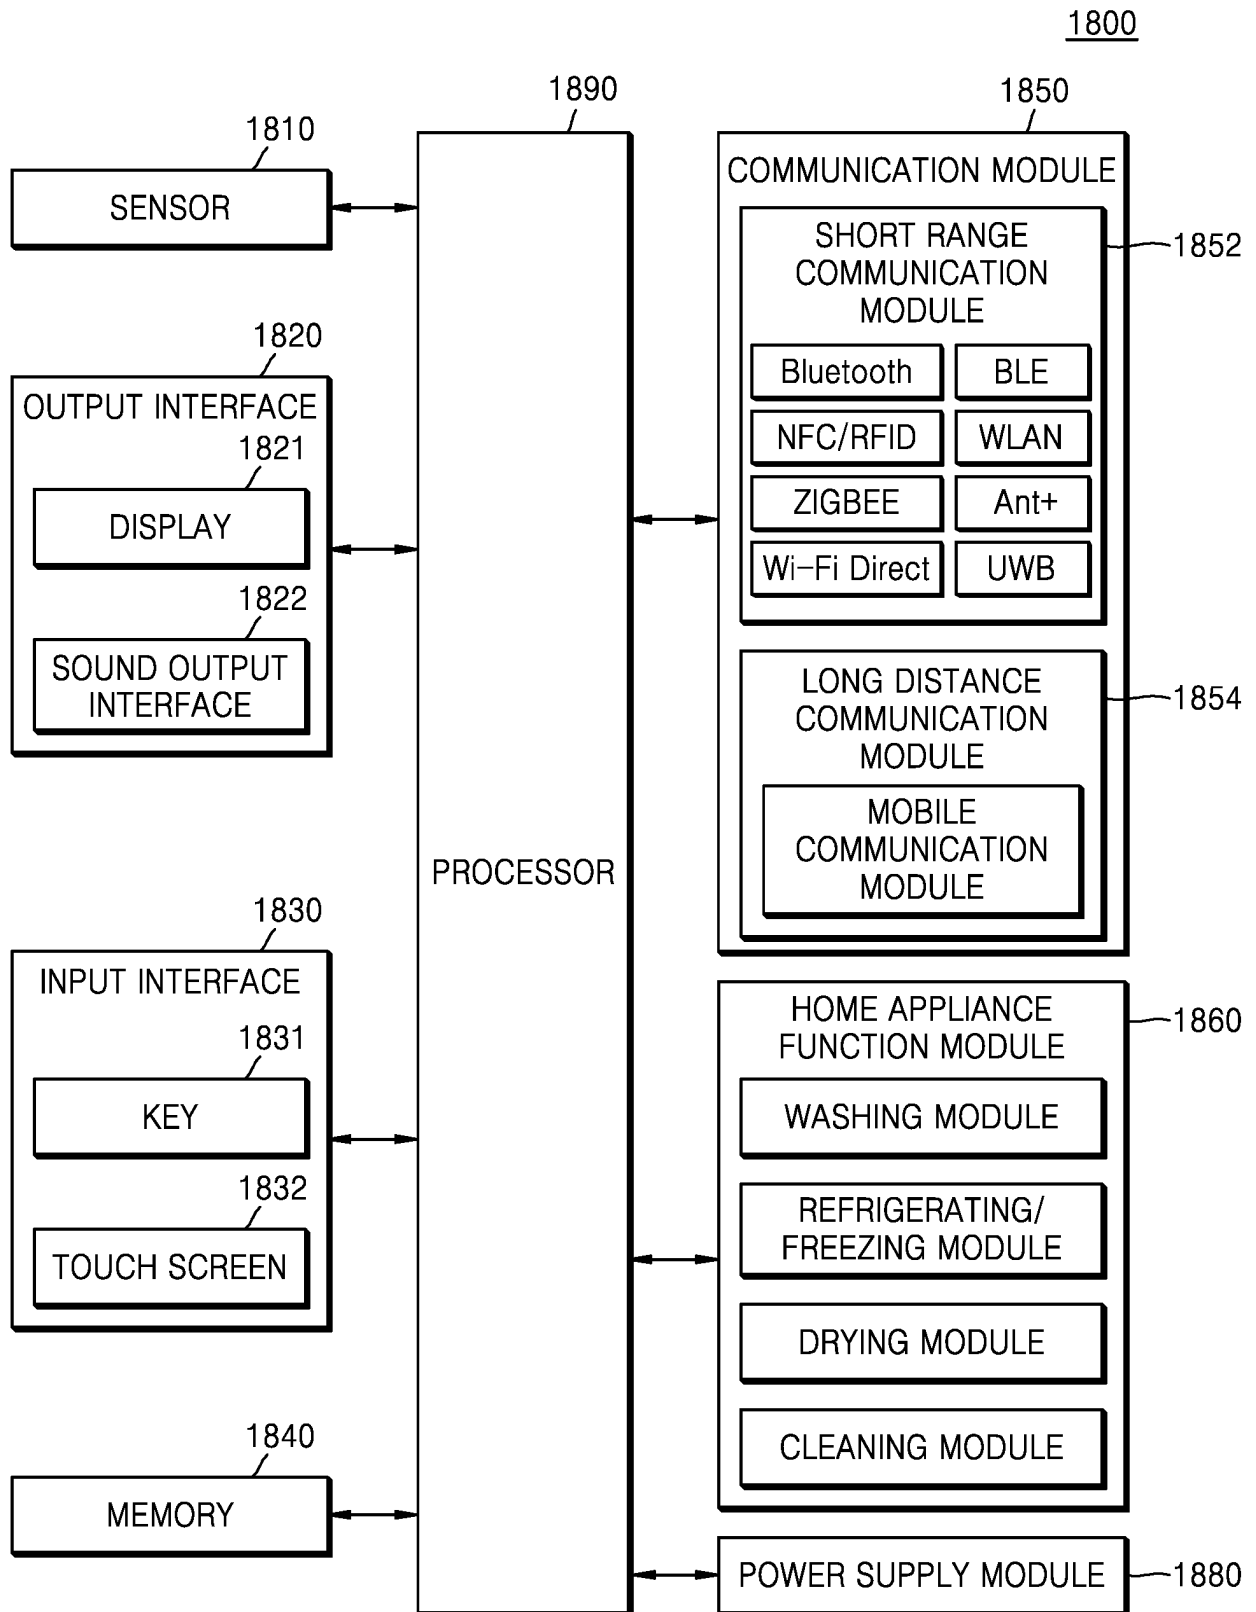 1800
1890
1850
1810
SENSOR
1820
OUTPUT INTERFACE
1821
DISPLAY
1822
SOUND OUTPUT
INTERFACE
1830
INPUT INTERFACE
1831
KEY
1832
TOUCH SCREEN
1840
MEMORY
PROCESSOR
COMMUNICATION MODULE
SHORT RANGE
COMMUNICATION
MODULE
1852
Bluetooth
BLE
NFC/RFID
WLAN
ZIGBEE
Ant+
Wi-Fi Direct
UWB
LONG DISTANCE
COMMUNICATION
MODULE
1854
MOBILE
COMMUNICATION
MODULE
HOME APPLIANCE
FUNCTION MODULE
1860
WASHING MODULE
REFRIGERATING/
FREEZING MODULE
DRYING MODULE
CLEANING MODULE
POWER SUPPLY MODULE
1880